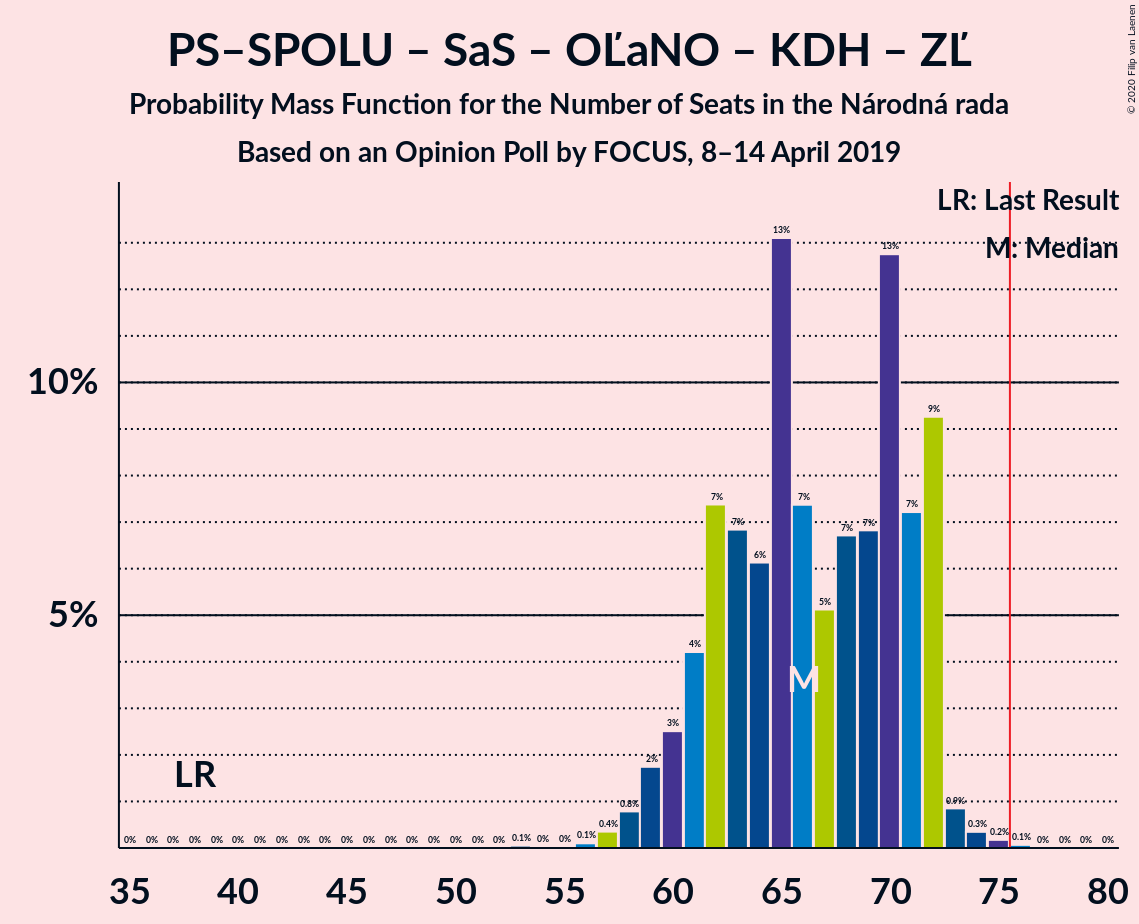 PS–SPOLU – SaS – OĽaNO – KDH – ZĽ
Probability Mass Function for the Number of Seats in the Národná rada
Based on an Opinion Poll by FOCUS, 8–14 April 2019
© 2020 Filip van Laenen
LR: Last Result
M: Median
10%
5%
LR
M
0% 0% 0% 0% 0% 0% 0% 0% 0% 0% 0% 0% 0% 0% 0% 0% 0% 0% 0.1% 0% 0% 0.1% 0.4% 0.8% 2% 3% 4% 7% 7% 6% 13% 7% 5% 7% 7% 13% 7% 9% 0.9% 0.3% 0.2% 0.1% 0% 0% 0% 0%
35 40 45 50 55 60 65 70 75 80